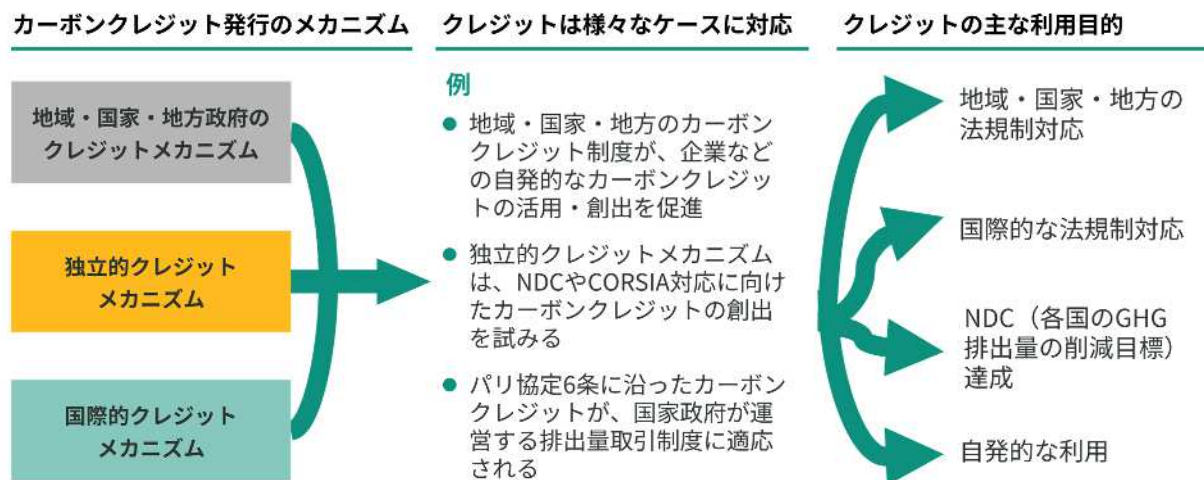 カーボンクレジット発行のメカニズム
地域・国家・地方政府の
クレジットメカニズム
独立的クレジット
メカニズム
国際的クレジット
メカニズム
クレジットは様々なケースに対応
例
● 地域・国家・地方のカーボン
クレジット制度が、企業など
の自発的なカーボンクレジッ
トの活用・創出を促進
● 独立的クレジットメカニズム
は、NDCやCORSIA対応に向け
たカーボンクレジットの創出
を試みる
● パリ協定6条に沿ったカーボン
クレジットが、国家政府が運
営する排出量取引制度に適応
される
クレジットの主な利用目的
地域・国家・地方の
法規制対応
国際的な法規制対応
NDC（各国のGHG
排出量の削減目標）
達成
自発的な利用